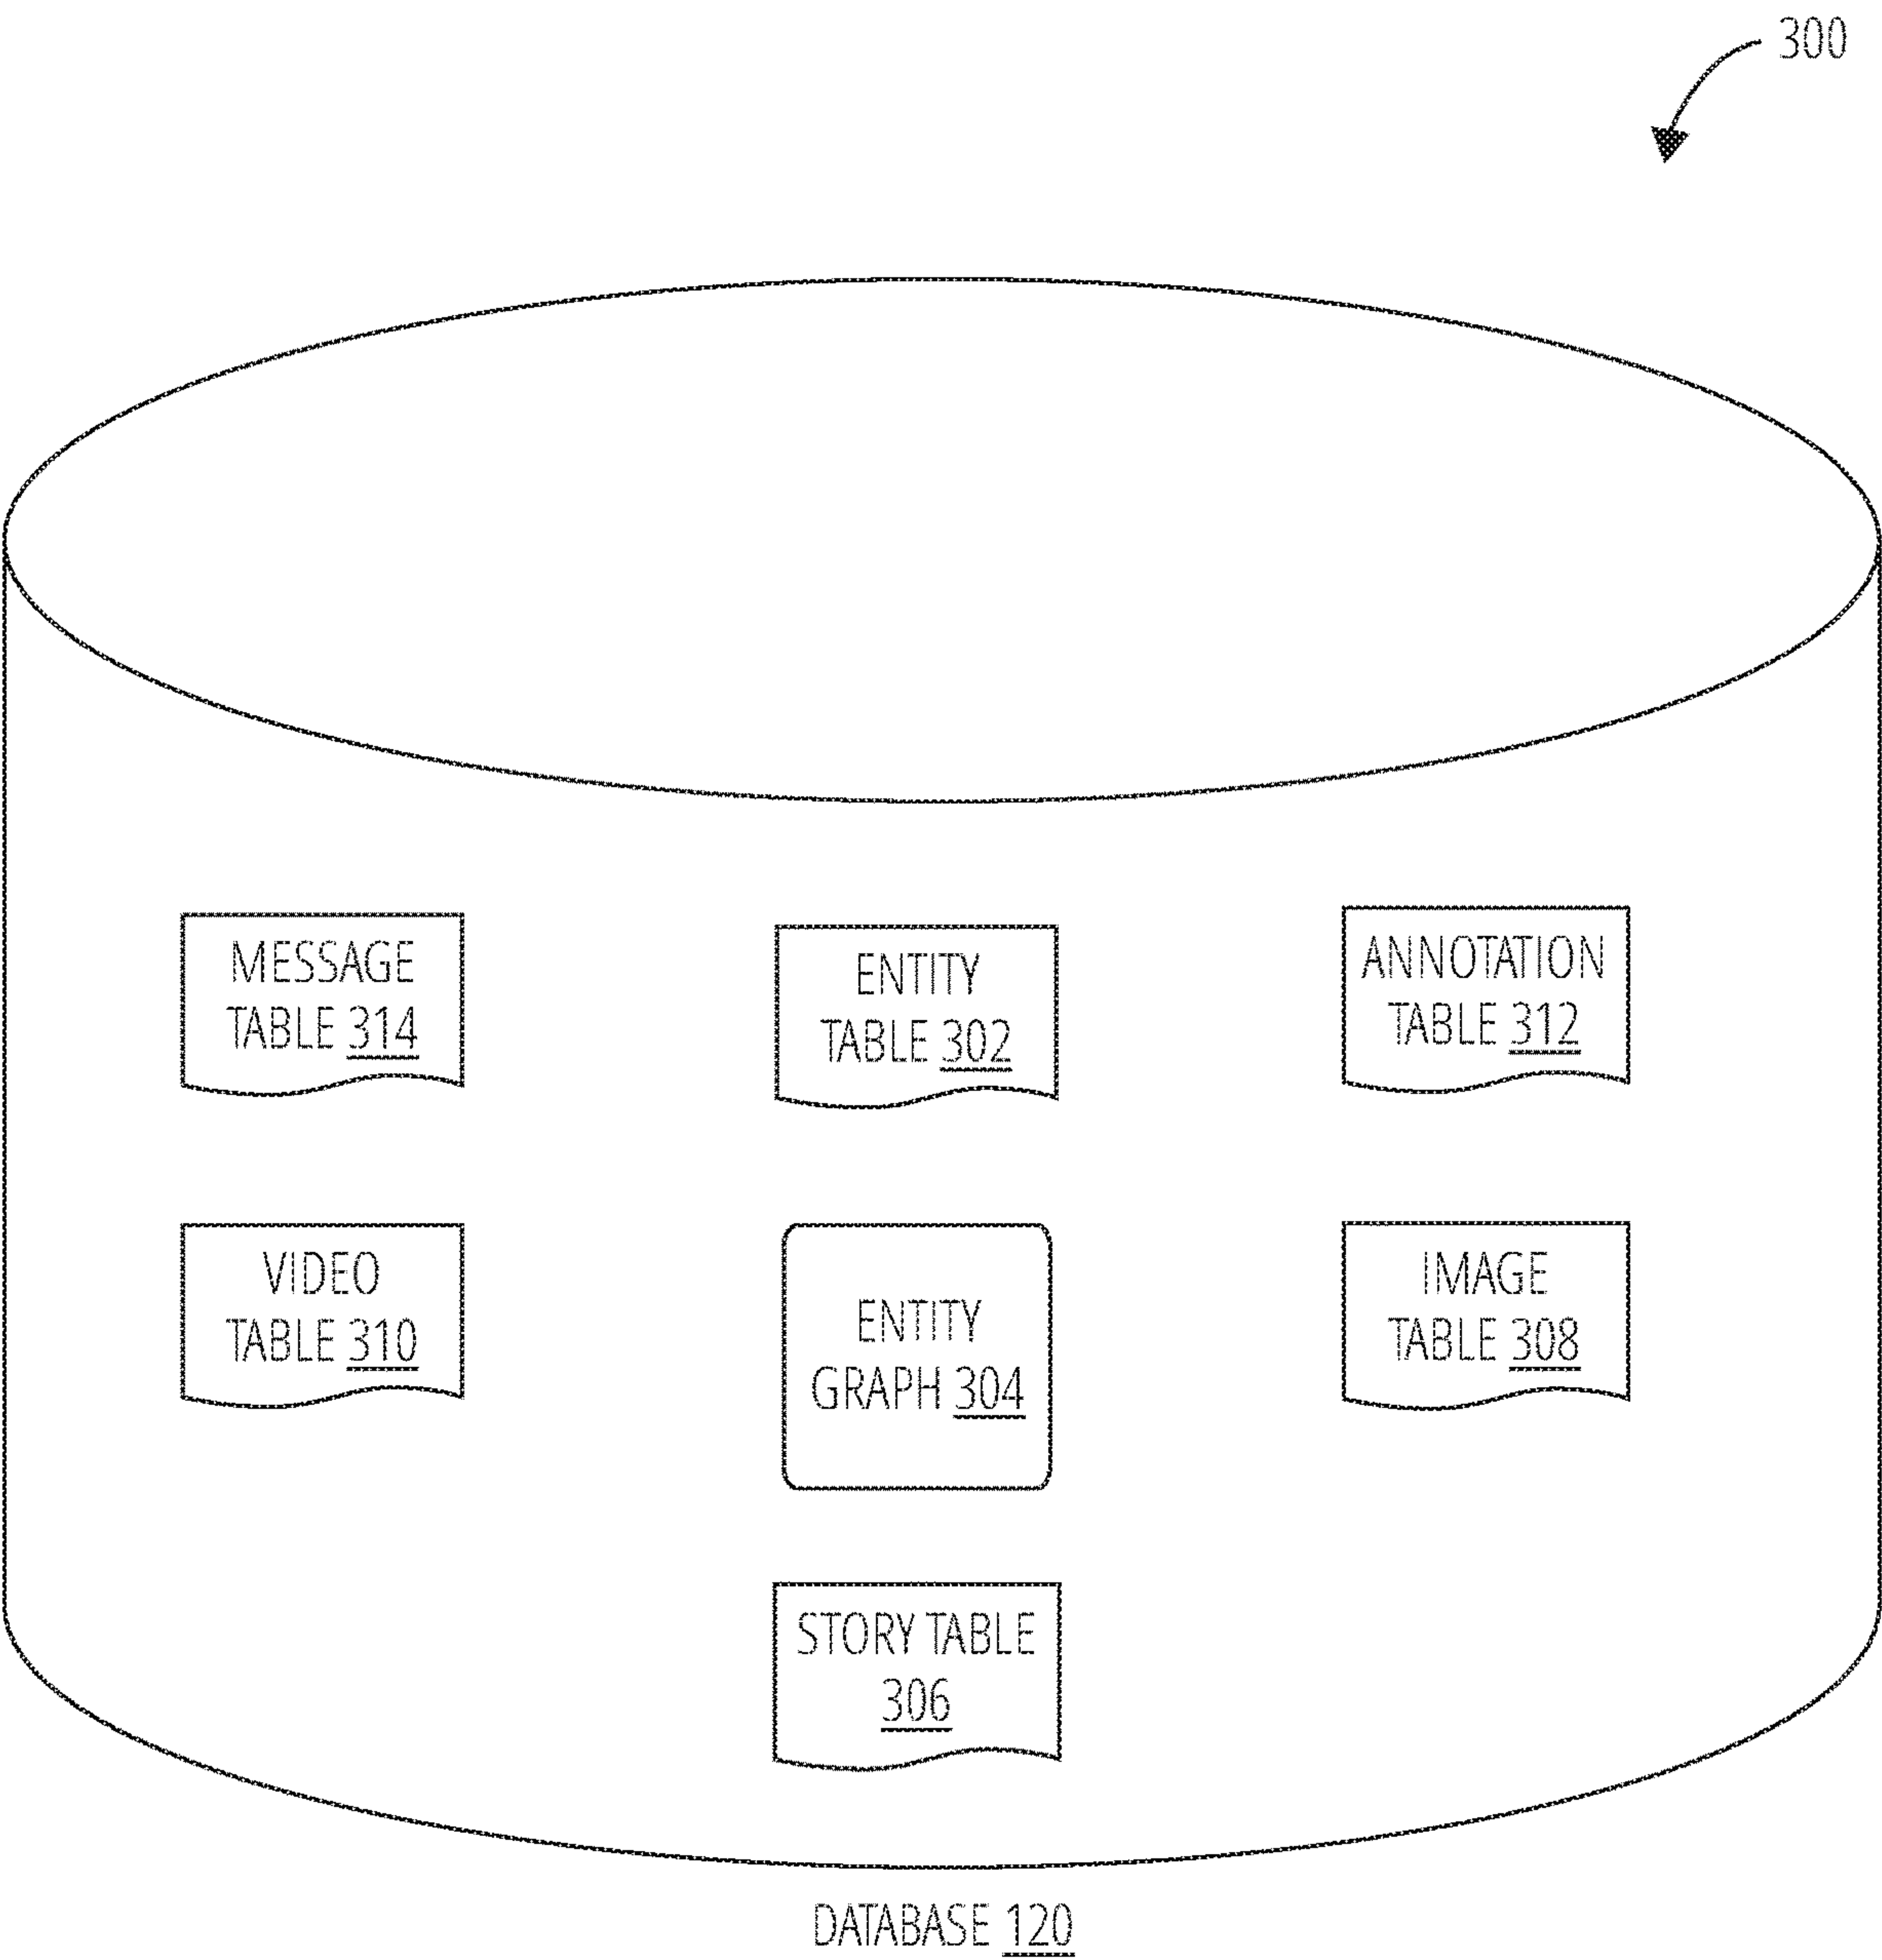 300
MESSAGE
TABLE 314
ENTITY
TABLE 302
ANNOTATION
TABLE 312
VIDEO
TABLE 310
ENTITY
GRAPH 304
IMAGE
TABLE 308
STORY TABLE
306
DATABASE 120